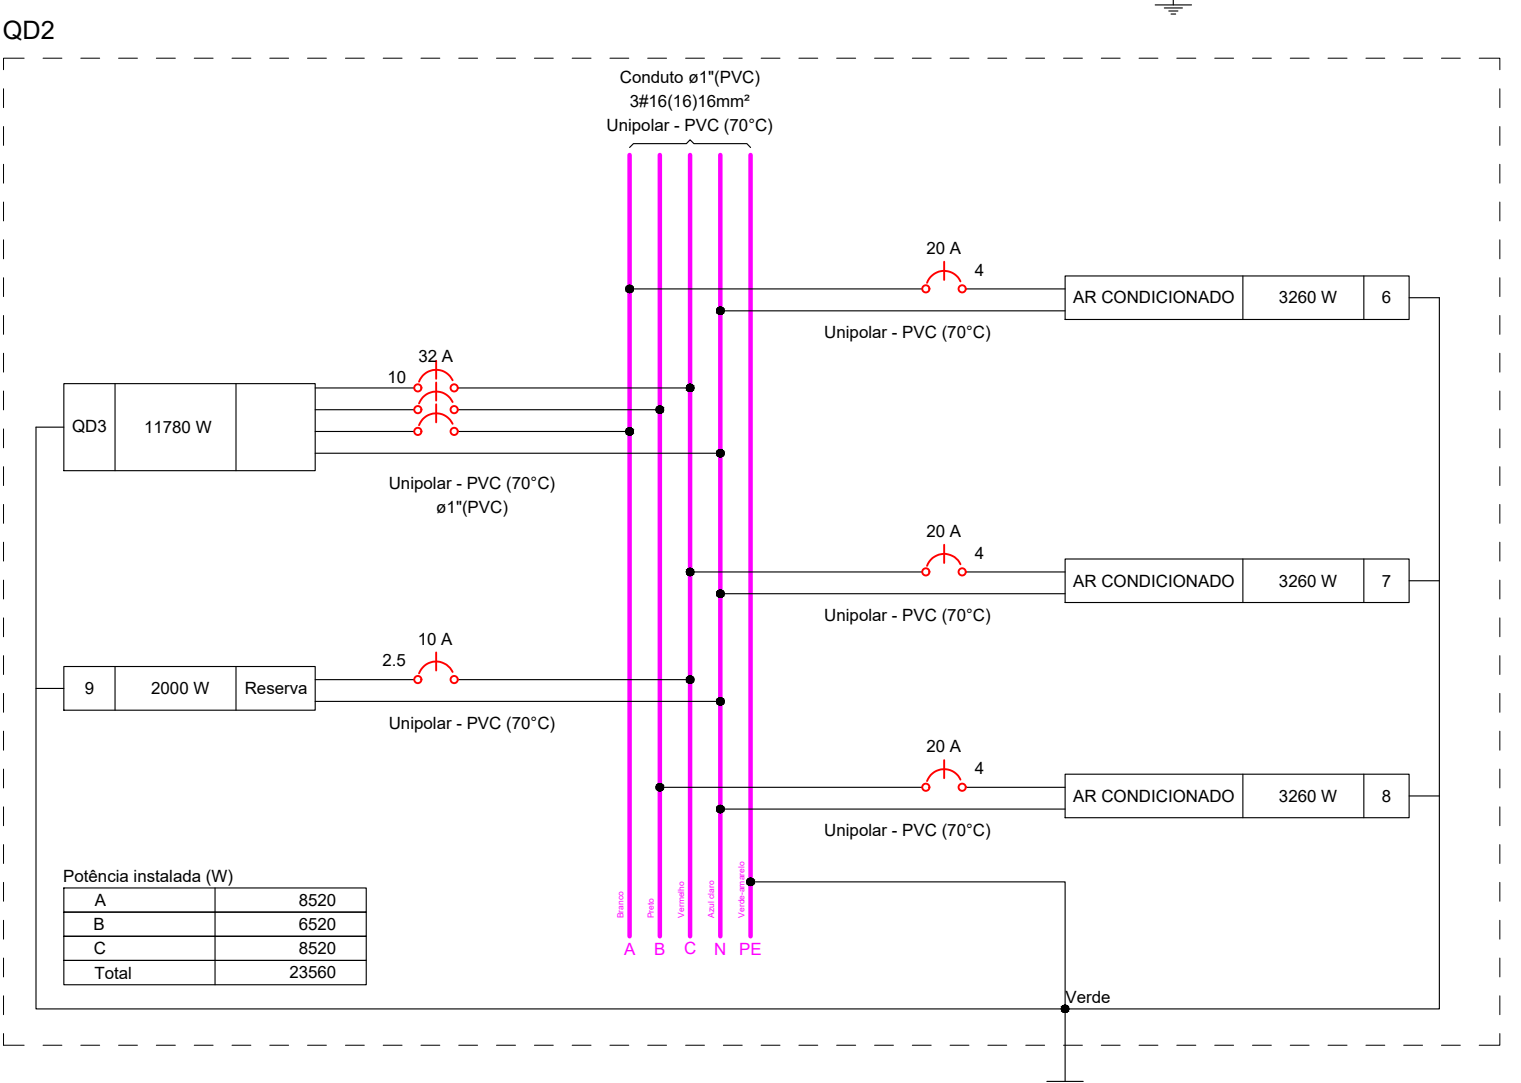 QD2
Conduto ø1"(PVC)
3#16(16)16mm²
Unipolar - PVC (70°C)
20 A
4
AR CONDICIONADO 3260 W 6
Unipolar - PVC (70°C)
32 A
10
QD3 11780 W
Unipolar - PVC (70°C)
ø1"(PVC)
20 A
4
AR CONDICIONADO 3260 W 7
Unipolar - PVC (70°C)
10 A
2.5
9 2000 W Reserva
Unipolar - PVC (70°C)
20 A
4
AR CONDICIONADO 3260 W 8
Unipolar - PVC (70°C)
Potência instalada (W)
A 8520
B 6520
C 8520
Total 23560
Branco
Preto
Vermelho
Azul claro
Verde-amarelo
A B C N PE
Verde